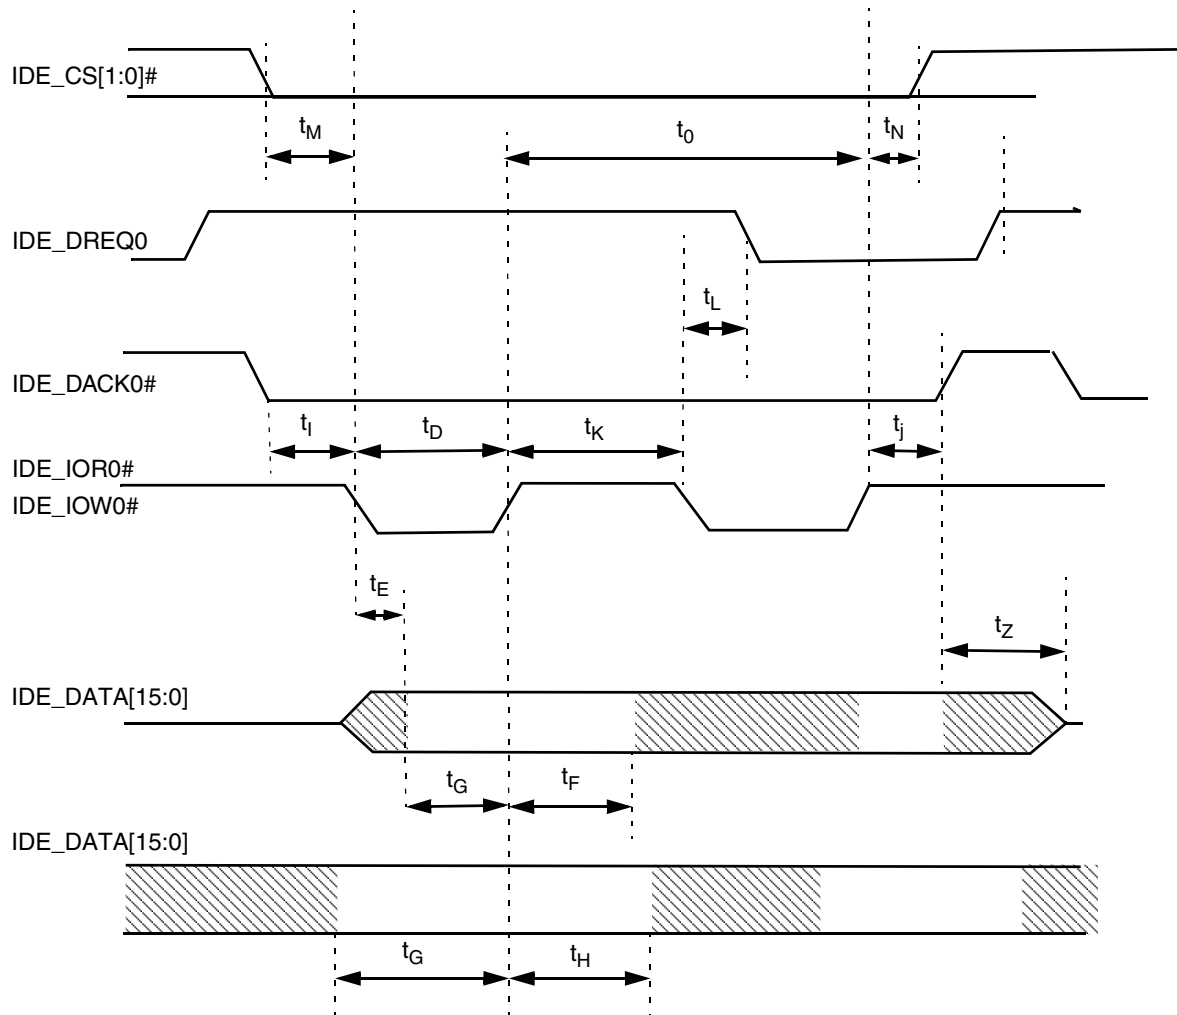 IDE_CS[1:0]#
tM
t0
tN
IDE_DREQ0
tL
IDE_DACK0#
tI
tD
tK
tj
IDE_IOR0#
IDE_IOW0#
tE
tZ
IDE_DATA[15:0]
tG
tF
IDE_DATA[15:0]
tG
tH